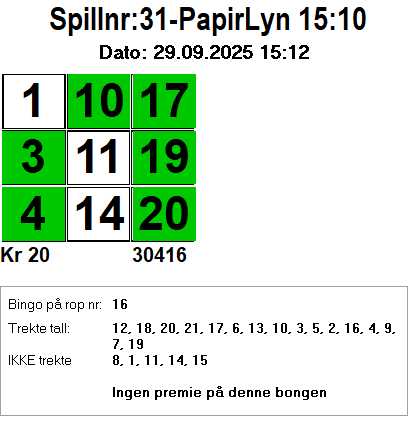 Spillnr:31-PapirLyn 15:10
Dato: 29.09.2025 15:12
1 10 17
3 11 19
4 14 20
Kr 20 30416
Bingo på rop nr: 16
Trekte tall: 12, 18, 20, 21, 17, 6, 13, 10, 3, 5, 2, 16, 4, 9,
7, 19
IKKE trekte 8, 1, 11, 14, 15
Ingen premie på denne bongen